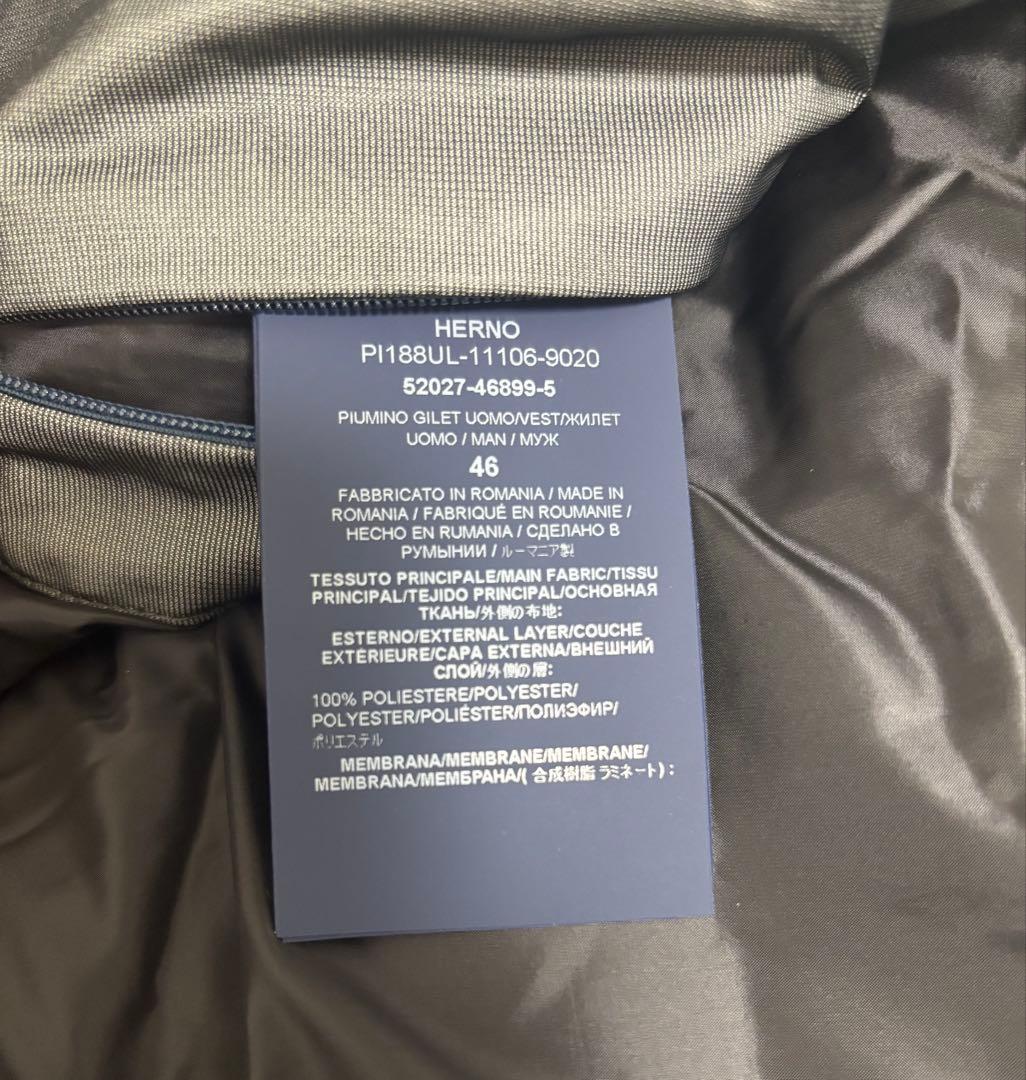 HERNO
PI188UL-11106-9020
52027-46899-5
PIUMINO GILET UOMO/VEST/ЖИЛЕТ
UOMO / MAN / МУЖ
46
FABBRICATO IN ROMANIA / MADE IN
ROMANIA / FABRIQUÉ EN ROUMANIE /
HECHO EN RUMANIA / СДЕЛАНО В
РУМЫНИИ / ルーマニア製
TESSUTO PRINCIPALE/MAIN FABRIC/TISSU
PRINCIPAL/TEJIDO PRINCIPAL/ОСНОВНАЯ
ТКАНЬ/外側の布地:
ESTERNO/EXTERNAL LAYER/COUCHE
EXTÉRIEURE/CAPA EXTERNA/ВНЕШНИЙ
СЛОЙ/外側の層:
100% POLIESTERE/POLYESTER/
POLYESTER/POLIÉSTER/ПОЛИЭФИР/
ポリエステル
MEMBRANA/MEMBRANE/MEMBRANE/
MEMBRANA/МЕМБРАНА/( 合成樹脂 ラミネート) :